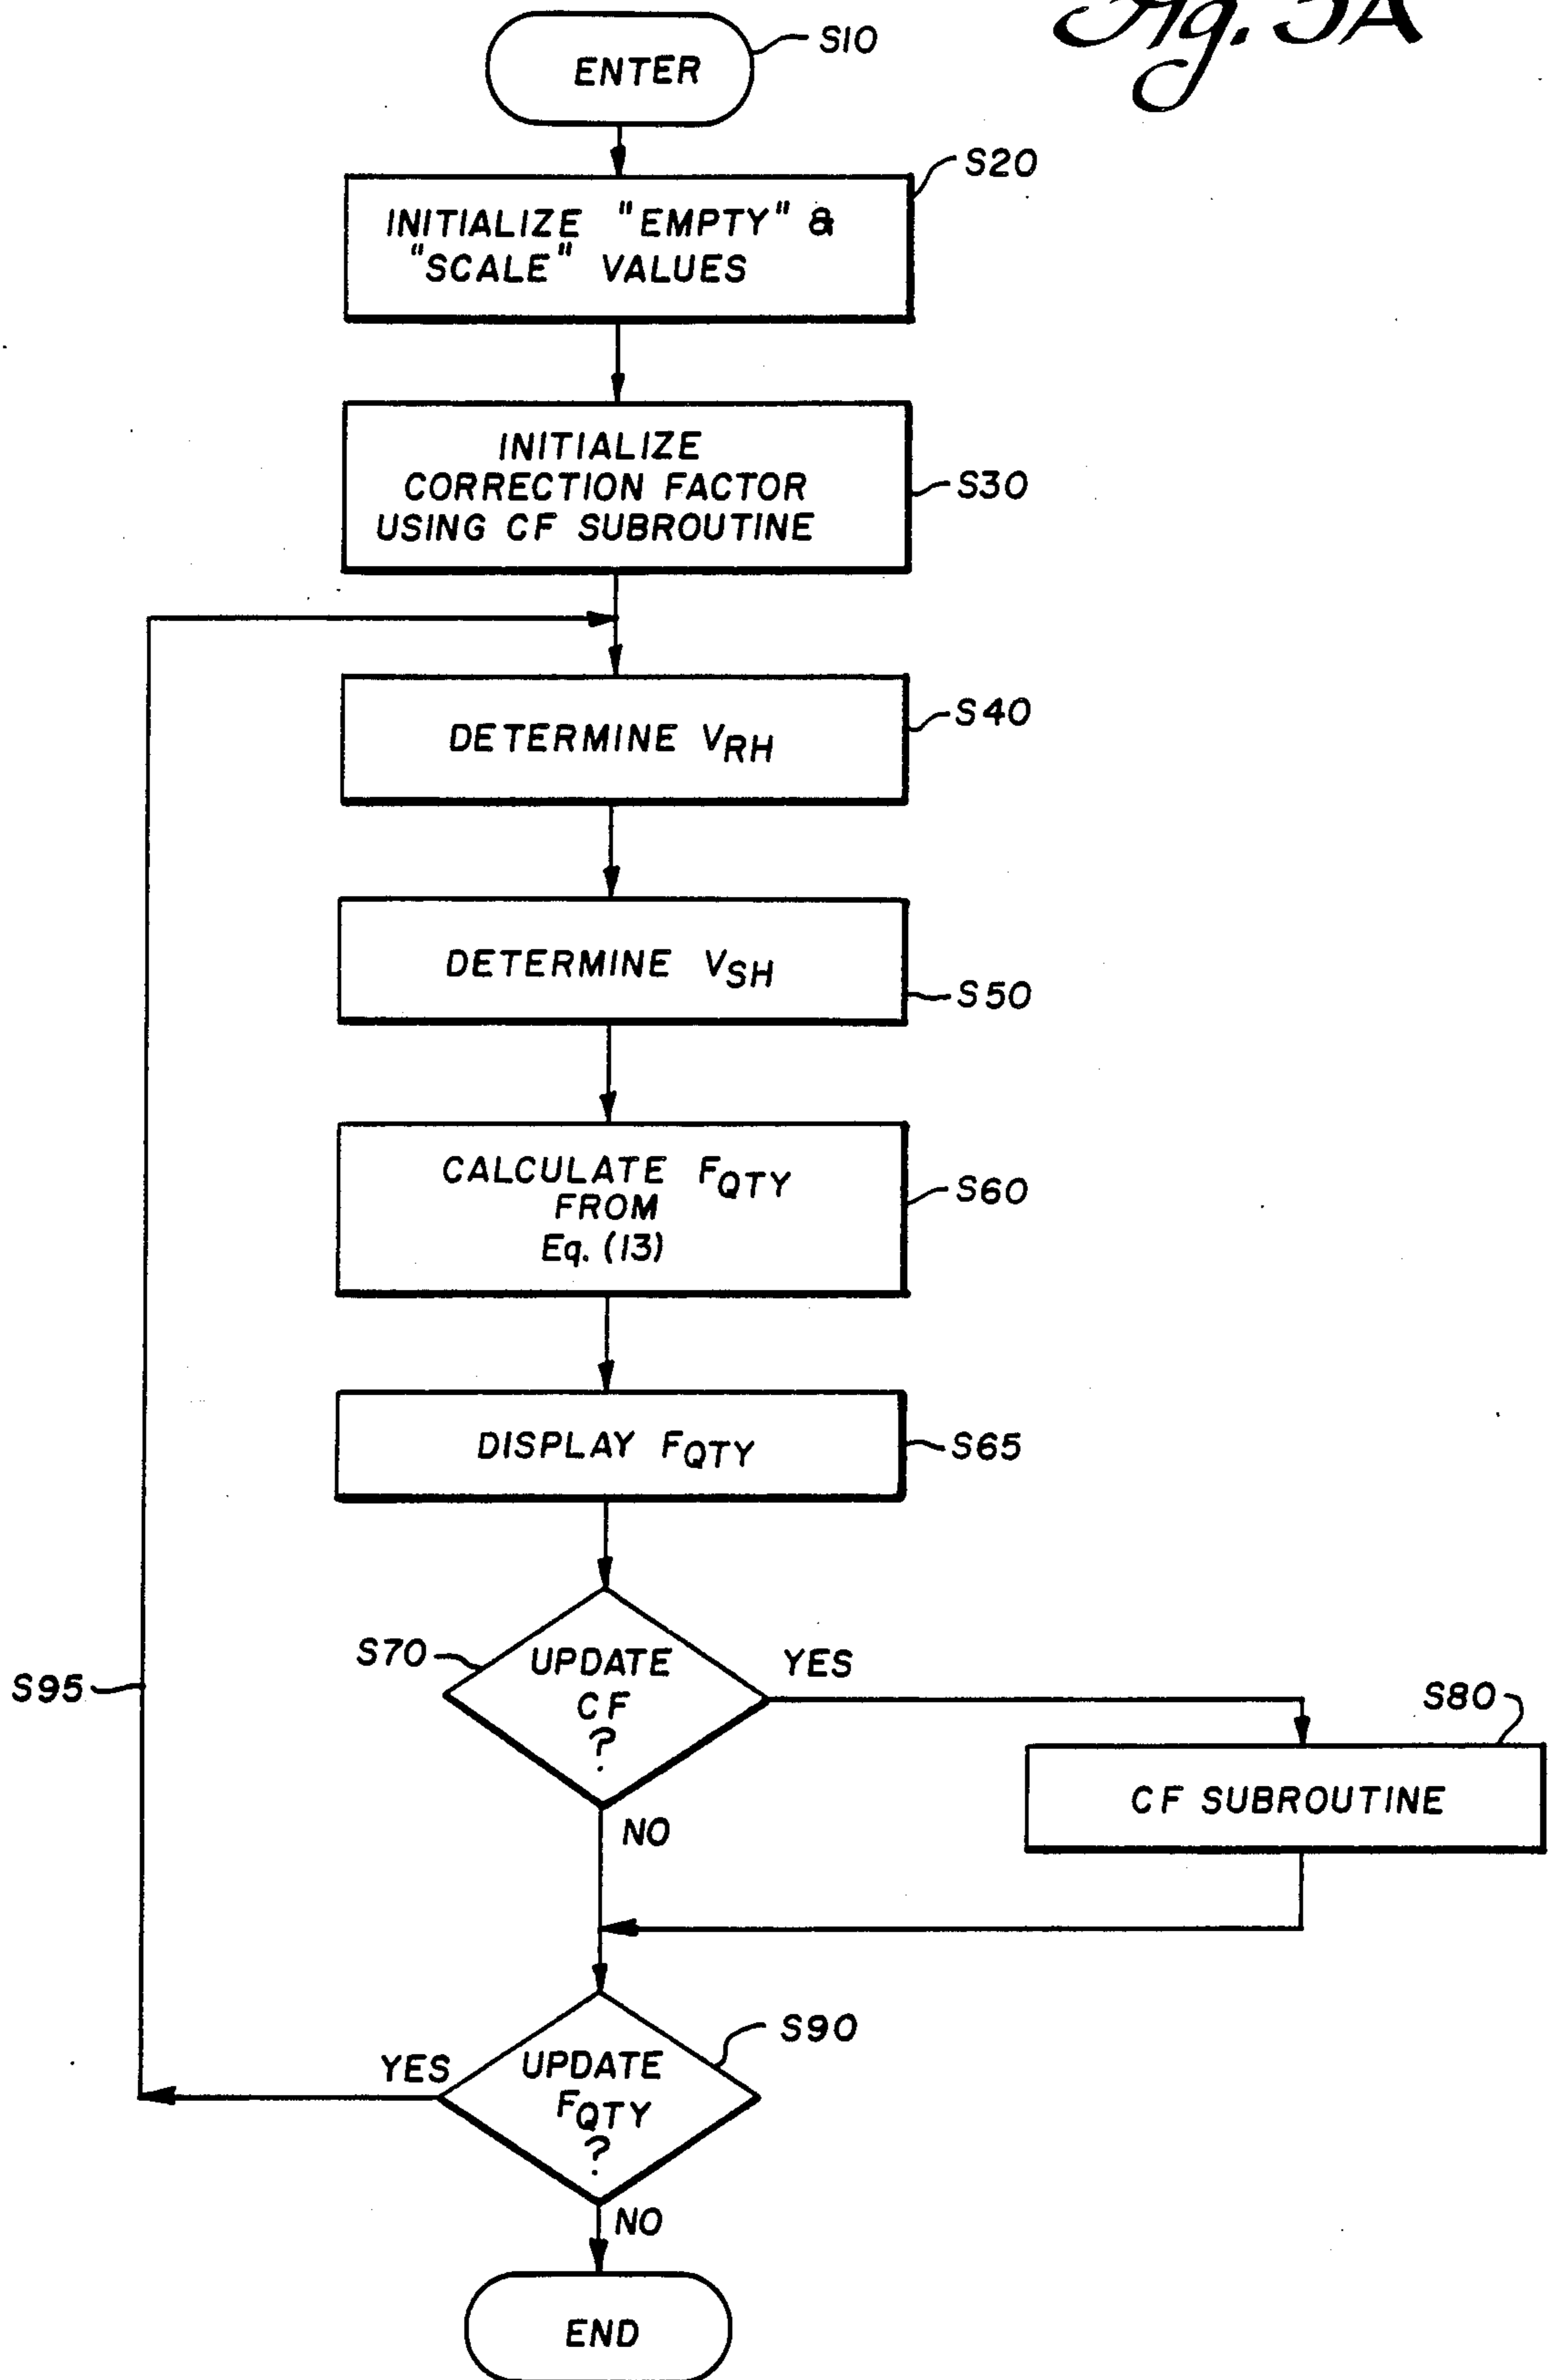 Fig. 5A
ENTER
S10
S20
INITIALIZE "EMPTY" &
"SCALE" VALUES
INITIALIZE
CORRECTION FACTOR
USING CF SUBROUTINE
S30
DETERMINE VRH
S40
DETERMINE VSH
S50
CALCULATE FQTY
FROM
Eq. (13)
S60
DISPLAY FQTY
S65
S70
UPDATE
CF
?
YES
NO
S95
S80
CF SUBROUTINE
S90
YES
UPDATE
FQTY
?
NO
END